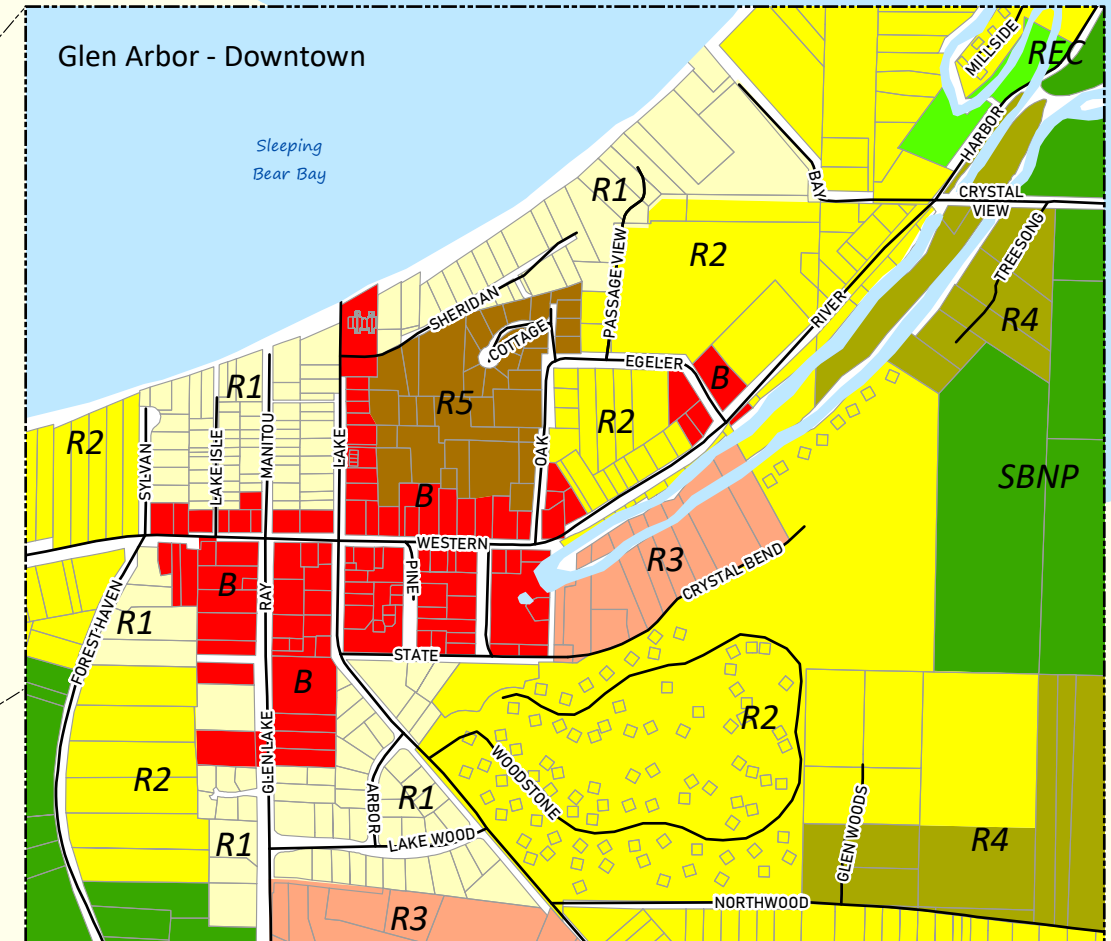 Glen Arbor - Downtown
MILLSIDE
REC
Sleeping
Bear Bay
HARBOR
R1
BAY
CRYSTAL
VIEW
PASSAGE VIEW
R2
TREESONG
SHERIDAN
RIVER
R4
COTTAGE
EGELER
B
R1
R5
R2
R2
SYLVAN
LAKE ISLE
MANITOU
LAKE
OAK
SBNP
B
WESTERN
R3
CRYSTAL BEND
PINE
B
RAY
FOREST HAVEN
R1
STATE
B
R2
GLEN LAKE
WOODSTONE
R2
ARBOR
R1
GLEN WOODS
R1
LAKE WOOD
R4
NORTHWOOD
R3